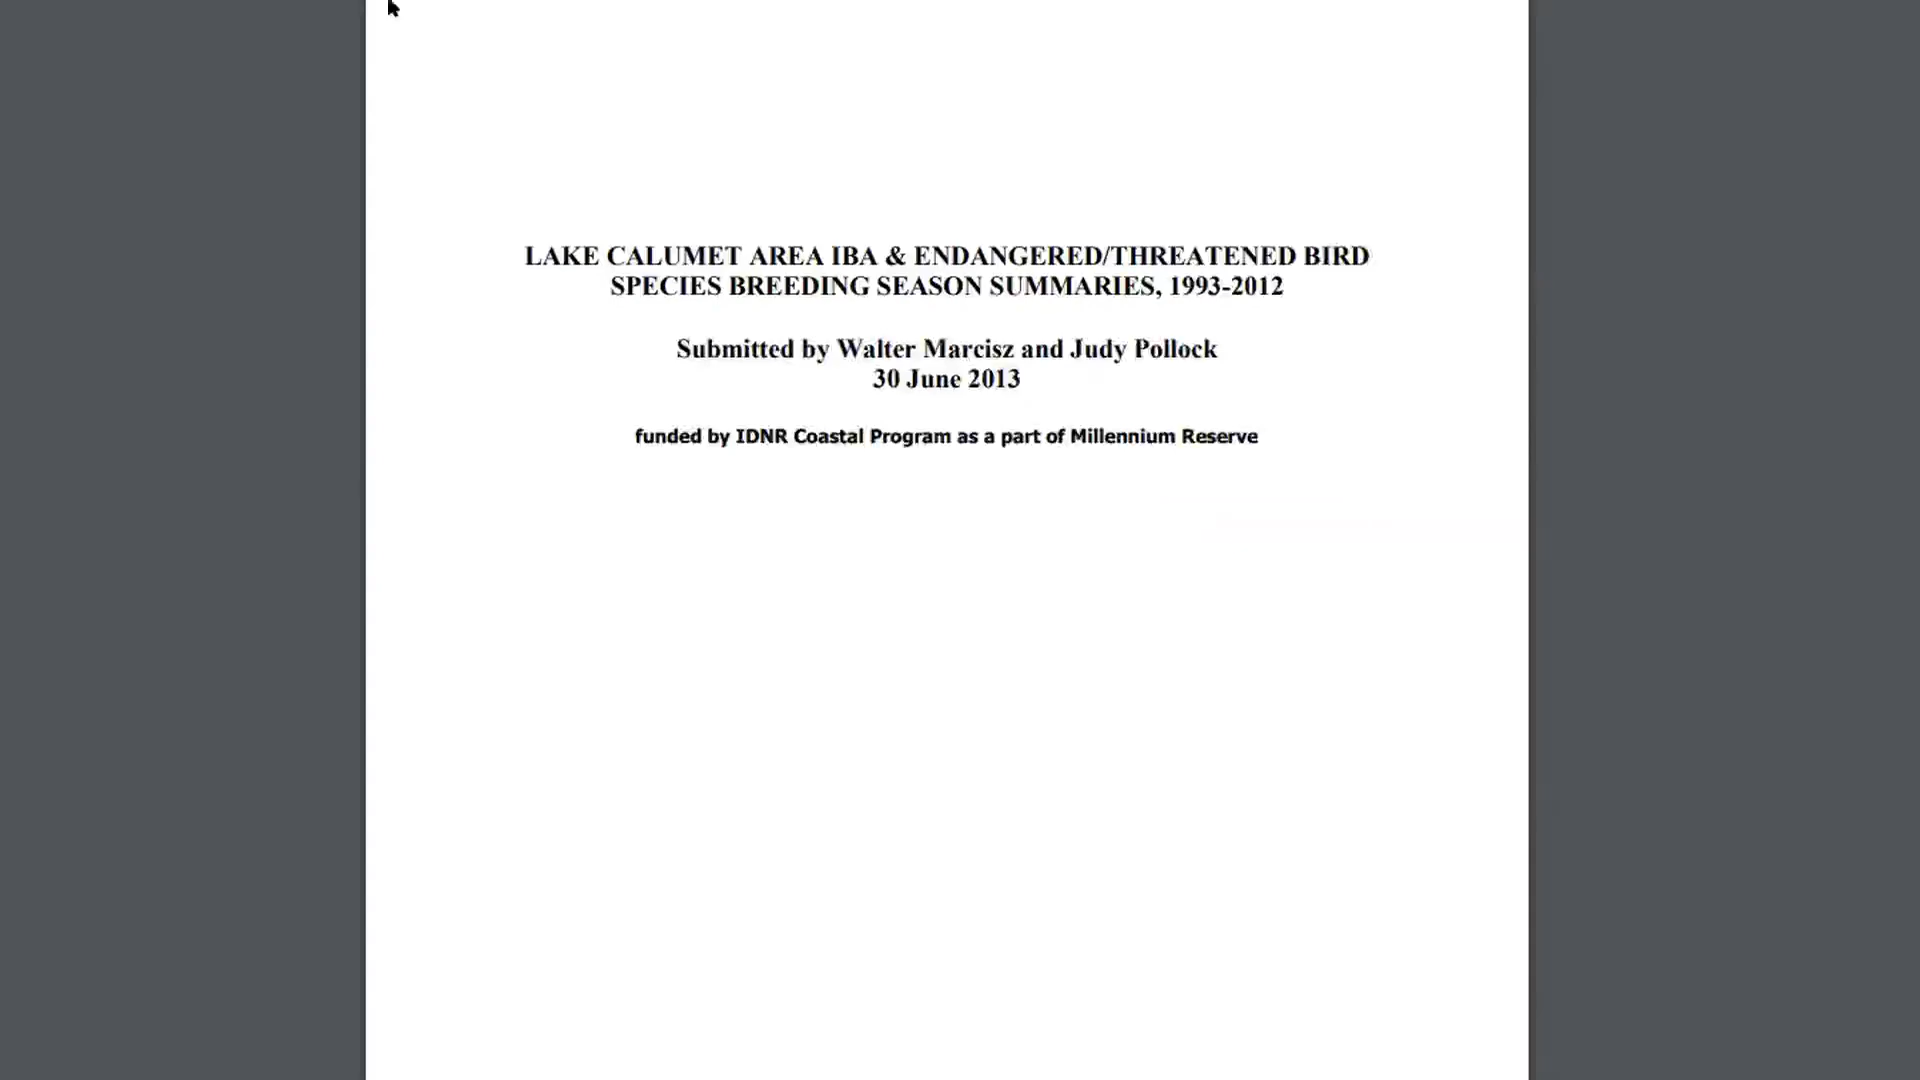 LAKE CALUMET AREA IBA & ENDANGERED/THREATENED BIRD
SPECIES BREEDING SEASON SUMMARIES, 1993-2012
Submitted by Walter Marcisz and Judy Pollock
30 June 2013
funded by IDNR Coastal Program as a part of Millennium Reserve